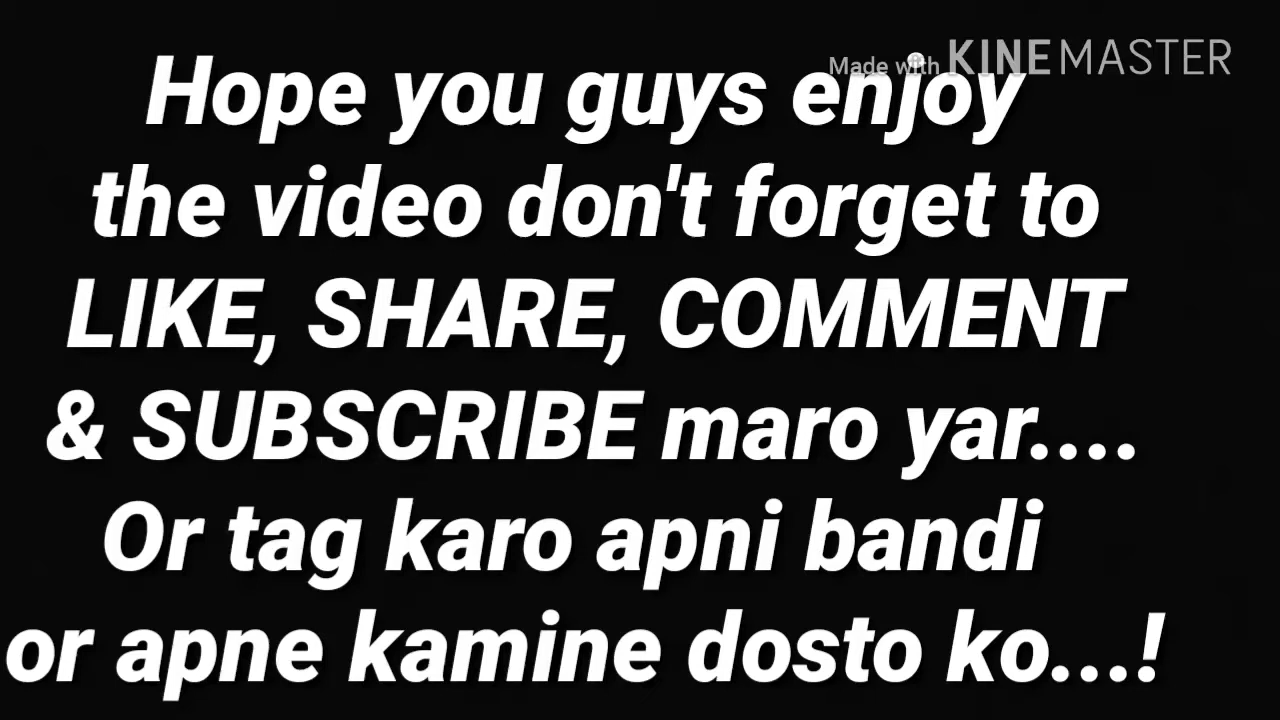 Made with KINEMASTER
Hope you guys enjoy
the video don't forget to
LIKE, SHARE, COMMENT
& SUBSCRIBE maro yar....
Or tag karo apni bandi
or apne kamine dosto ko...!